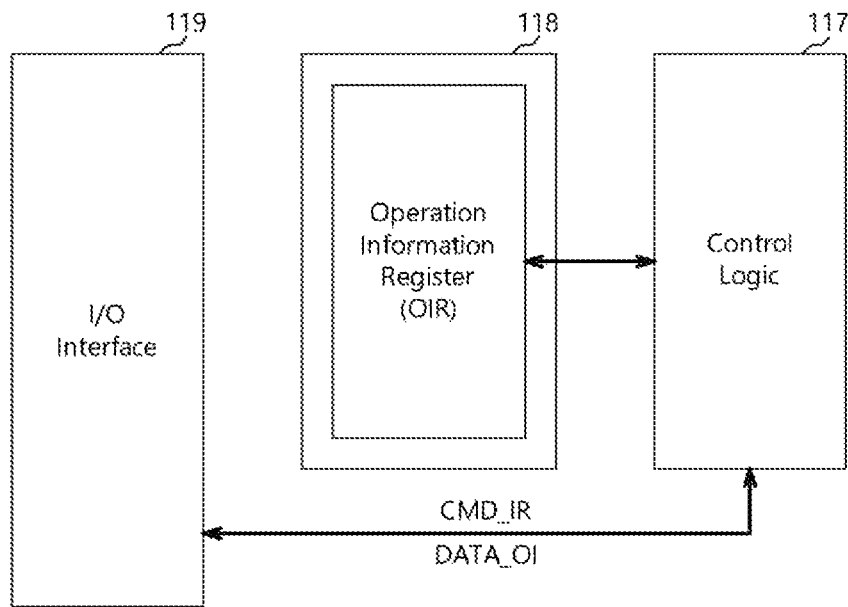 119
118
117
I/O
Interface
Operation
Information
Register
(OIR)
Control
Logic
CMD_IR
DATA_OI